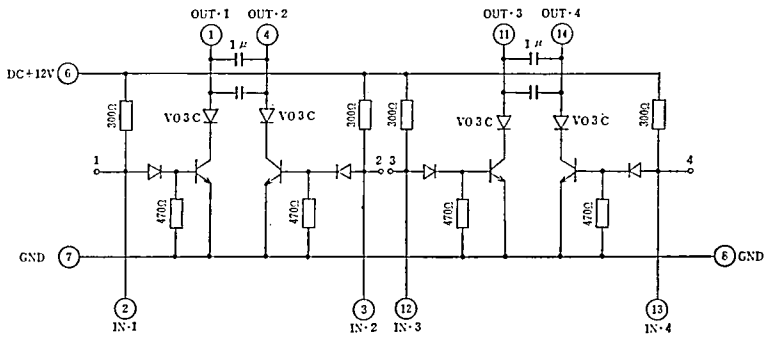 OUT・1 OUT・2 OUT・3 OUT・4
1 4 11 14
1μ 1μ
DC+12V 6
300Ω VO3C VO3C 300Ω 300Ω VO3C VO3C 300Ω
1 2 3 4
470Ω 470Ω 470Ω 470Ω
GND 7 8 GND
2 3 12 13
IN・1 IN・2 IN・3 IN・4